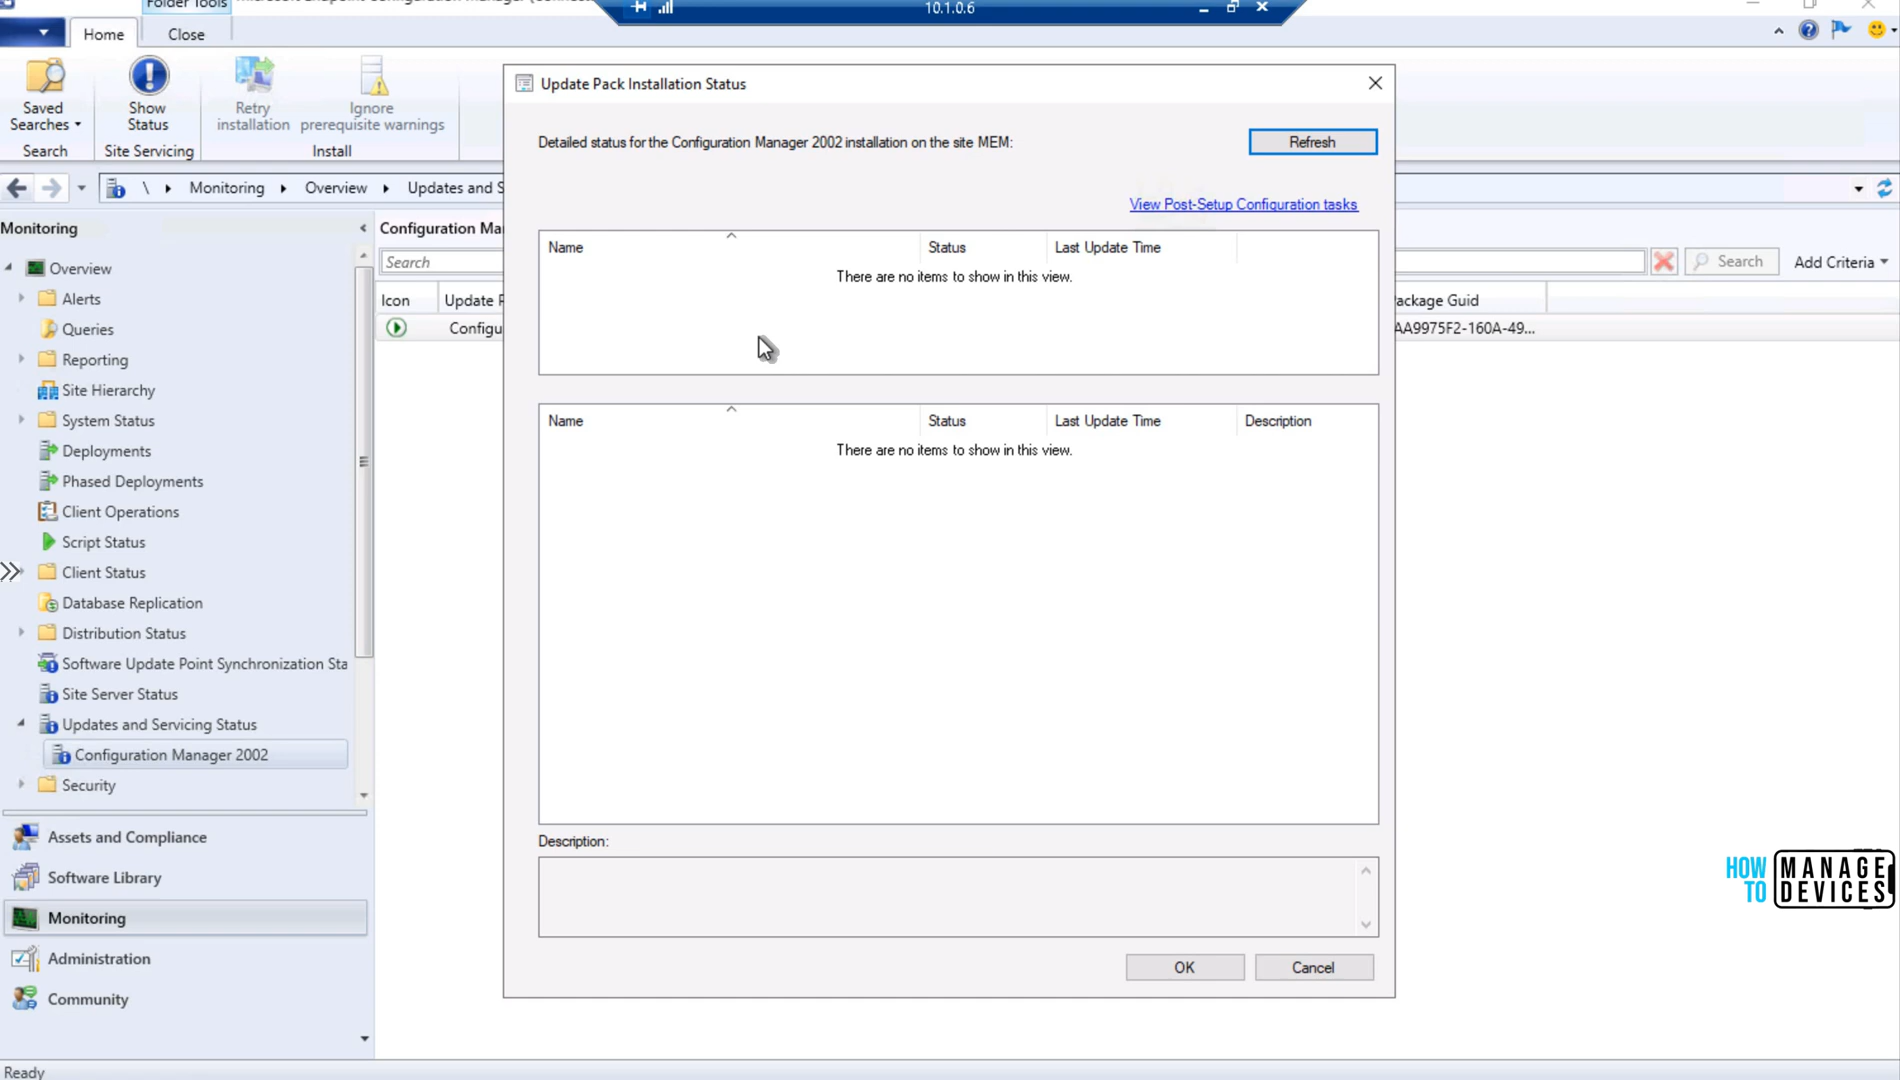 Folder Tools
10.1.0.6
Home
Close
Saved Searches
Show Status
Retry installation
Ignore prerequisite warnings
Search
Site Servicing
Install
\ Monitoring Overview Updates and S
Monitoring
Overview
Alerts
Queries
Reporting
Site Hierarchy
System Status
Deployments
Phased Deployments
Client Operations
Script Status
Client Status
Database Replication
Distribution Status
Software Update Point Synchronization Sta
Site Server Status
Updates and Servicing Status
Configuration Manager 2002
Security
Assets and Compliance
Software Library
Monitoring
Administration
Community
Ready
Configuration Ma
Search
Icon Update P
Configu
Update Pack Installation Status
Detailed status for the Configuration Manager 2002 installation on the site MEM:
Refresh
View Post-Setup Configuration tasks
Name Status Last Update Time
There are no items to show in this view.
Name Status Last Update Time Description
There are no items to show in this view.
Description:
OK Cancel
Search Add Criteria
ackage Guid
AA9975F2-160A-49...
HOW TO
MANAGE DEVICES